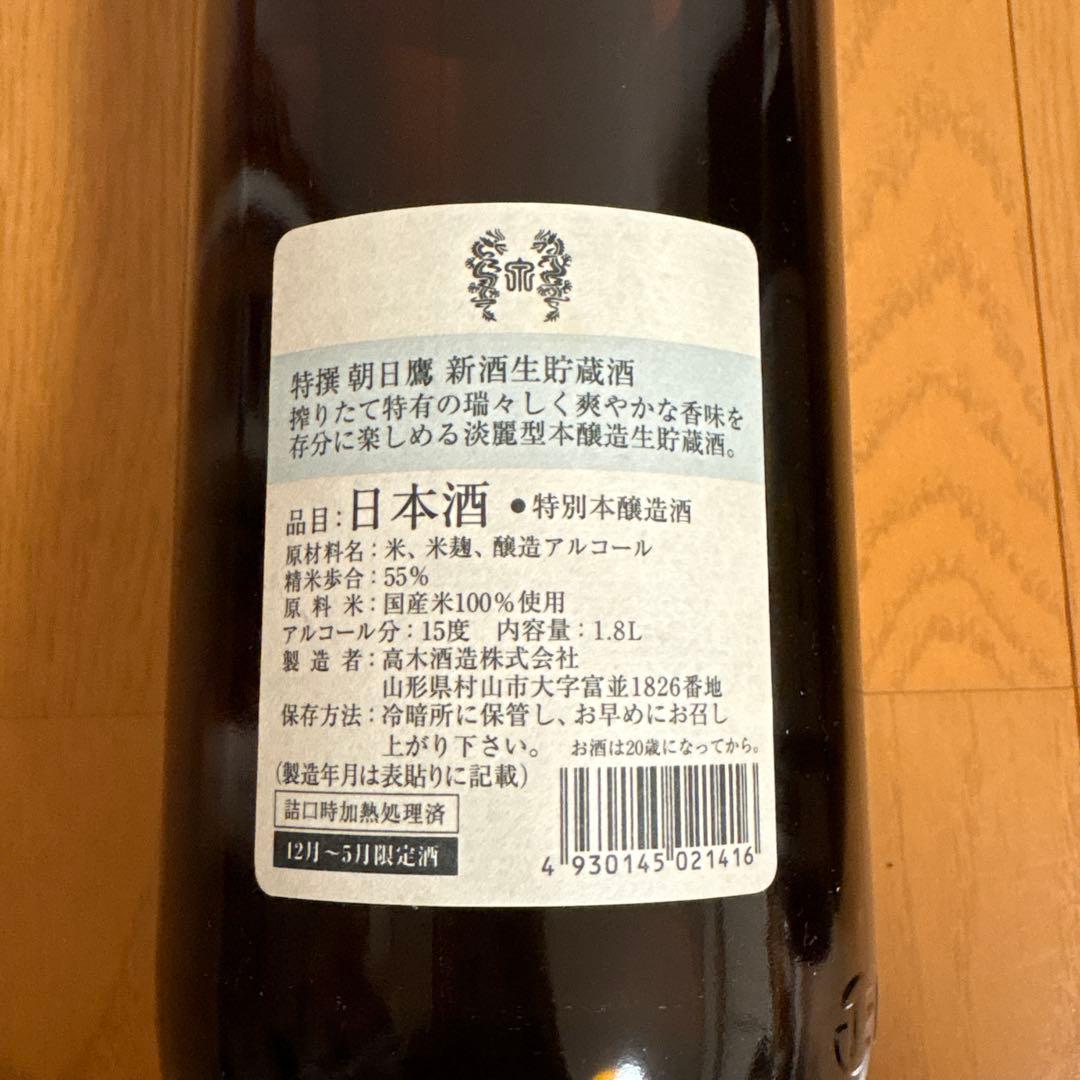 特撰 朝日鷹 新酒生貯蔵酒
搾りたて特有の瑞々しく爽やかな香味を
存分に楽しめる淡麗型本醸造生貯蔵酒。
品目：日本酒 ●特別本醸造酒
原材料名：米、米麹、醸造アルコール
精米歩合：55%
原料米：国産米100%使用
アルコール分：15度　内容量：1.8L
製造者：高木酒造株式会社
山形県村山市大字富並1826番地
保存方法：冷暗所に保管し、お早めにお召し
上がり下さい。 お酒は20歳になってから。
(製造年月は表貼りに記載)
詰口時加熱処理済
12月〜5月限定酒
4 930145 021416